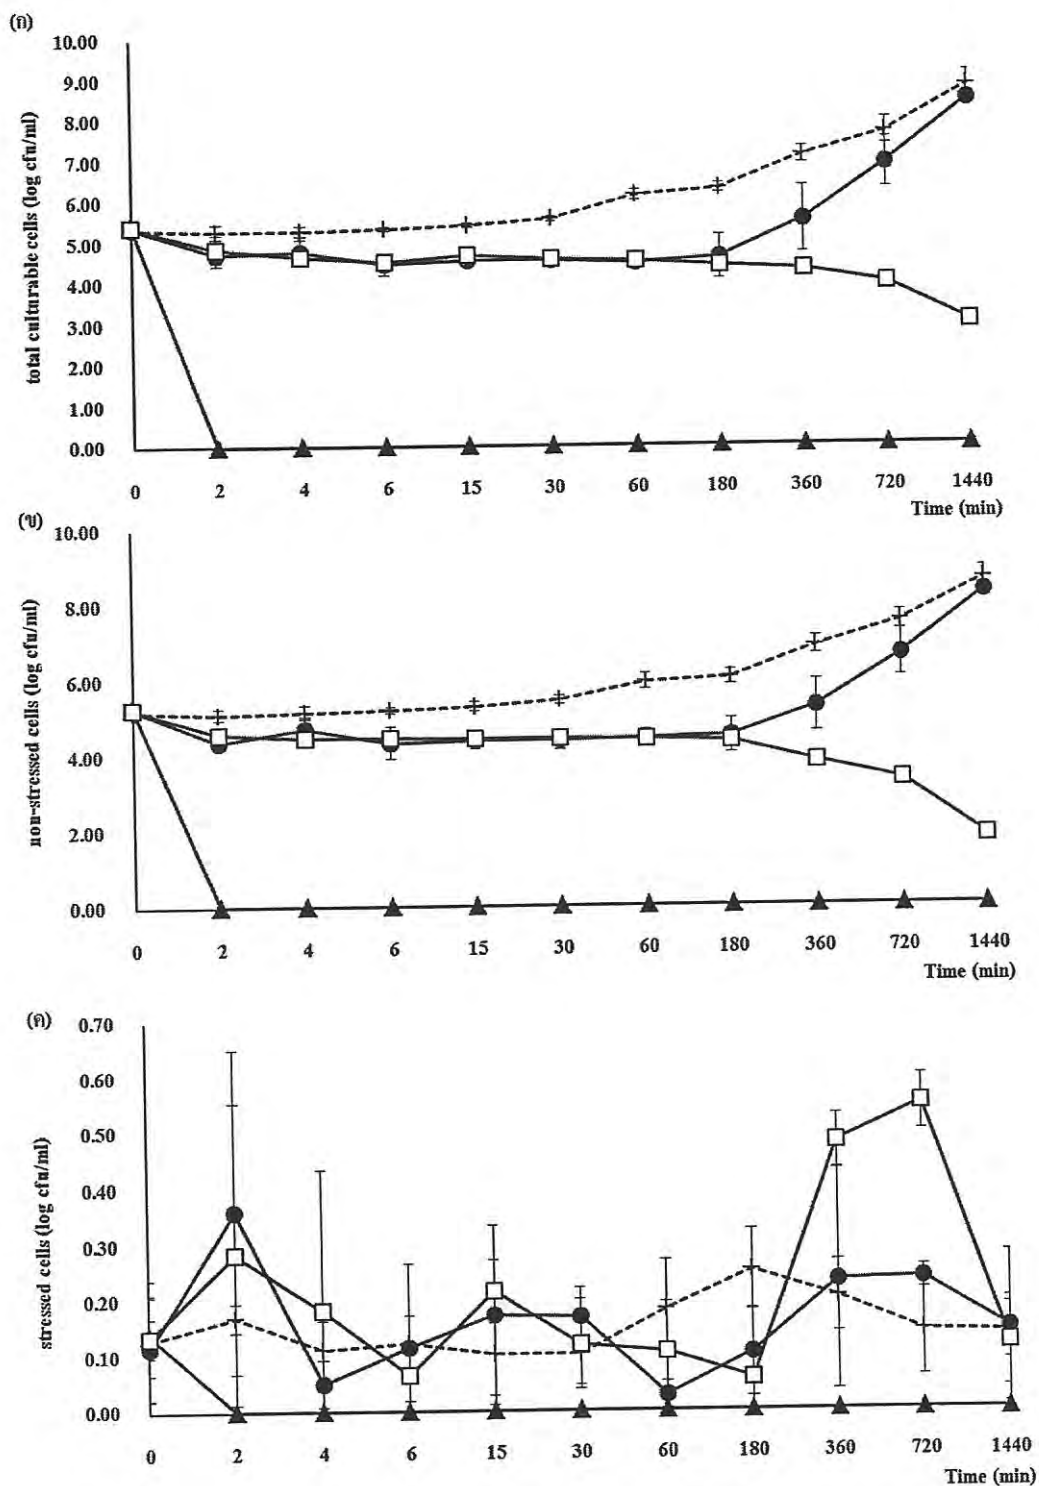 (ก)
10.00
9.00
8.00
7.00
6.00
5.00
4.00
3.00
2.00
1.00
0.00
total culturable cells (log cfu/ml)
0 2 4 6 15 30 60 180 360 720 1440
Time (min)
(ข)
10.00
8.00
6.00
4.00
2.00
0.00
non-stressed cells (log cfu/ml)
0 2 4 6 15 30 60 180 360 720 1440
Time (min)
(ค)
0.70
0.60
0.50
0.40
0.30
0.20
0.10
0.00
stressed cells (log cfu/ml)
0 2 4 6 15 30 60 180 360 720 1440
Time (min)